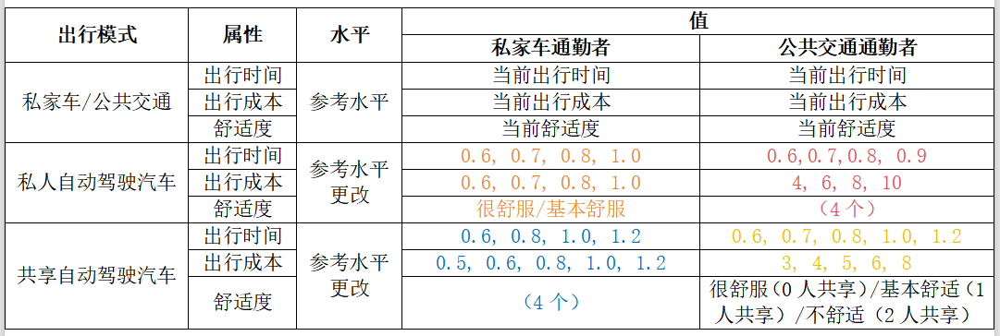 出行模式 属性 水平 值
私家车通勤者 公共交通通勤者
私家车/公共交通 出行时间 参考水平 当前出行时间 当前出行时间
出行成本 当前出行成本 当前出行成本
舒适度 当前舒适度 当前舒适度
私人自动驾驶汽车 出行时间 参考水平更改 0.6, 0.7, 0.8, 1.0 0.6,0.7,0.8, 0.9
出行成本 0.6, 0.7, 0.8, 1.0 4, 6, 8, 10
舒适度 很舒服/基本舒服 （4个）
共享自动驾驶汽车 出行时间 参考水平更改 0.6, 0.8, 1.0, 1.2 0.6, 0.7, 0.8, 1.0, 1.2
出行成本 0.5, 0.6, 0.8, 1.0, 1.2 3, 4, 5, 6, 8
舒适度 （4个） 很舒服（0人共享）/基本舒适（1
人共享）/不舒适（2人共享）